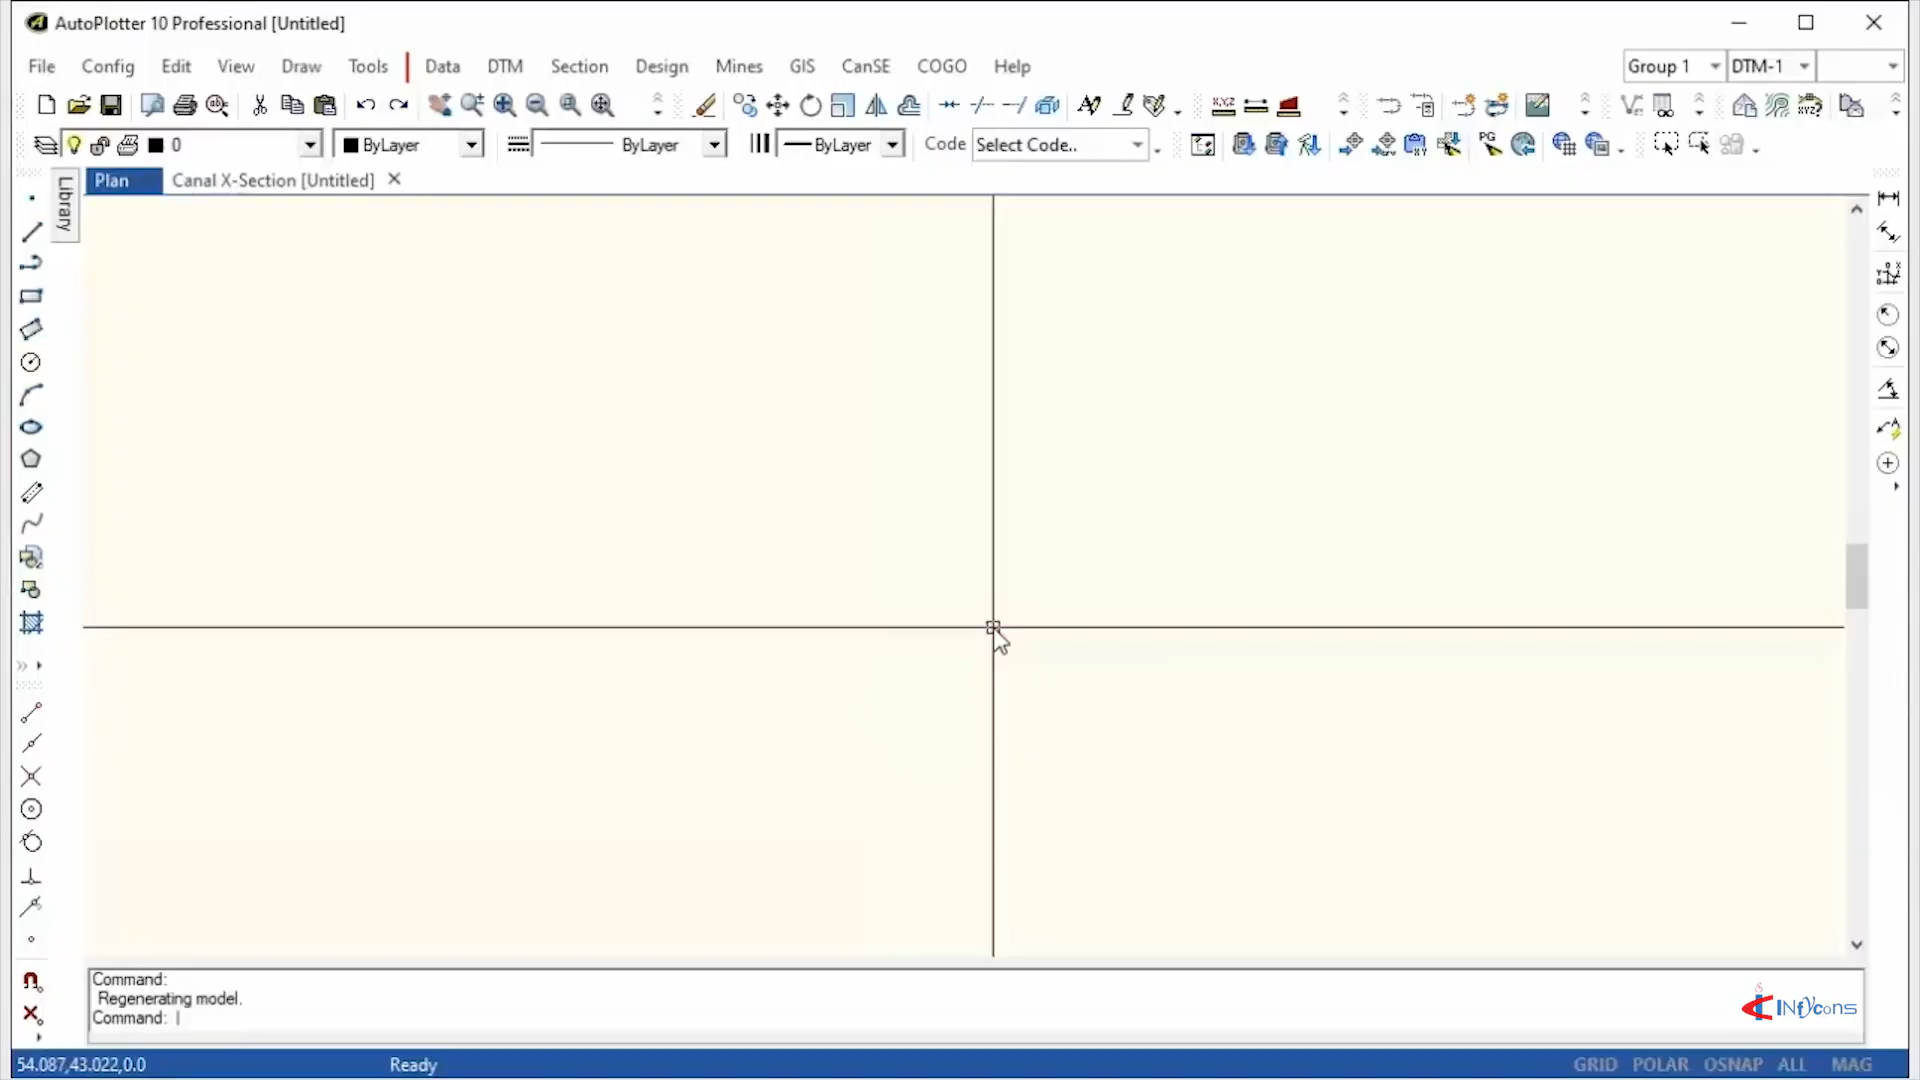 AutoPlotter 10 Professional [Untitled]
File Config Edit View Draw Tools Data DTM Section Design Mines GIS CanSE COGO Help Group 1 DTM-1
0 ByLayer ByLayer ByLayer Code Select Code..
Library
Plan Canal X-Section [Untitled]
Command:
Regenerating model.
Command:
INfycons
54.087,43.022,0.0 Ready GRID POLAR OSNAP ALL MAG